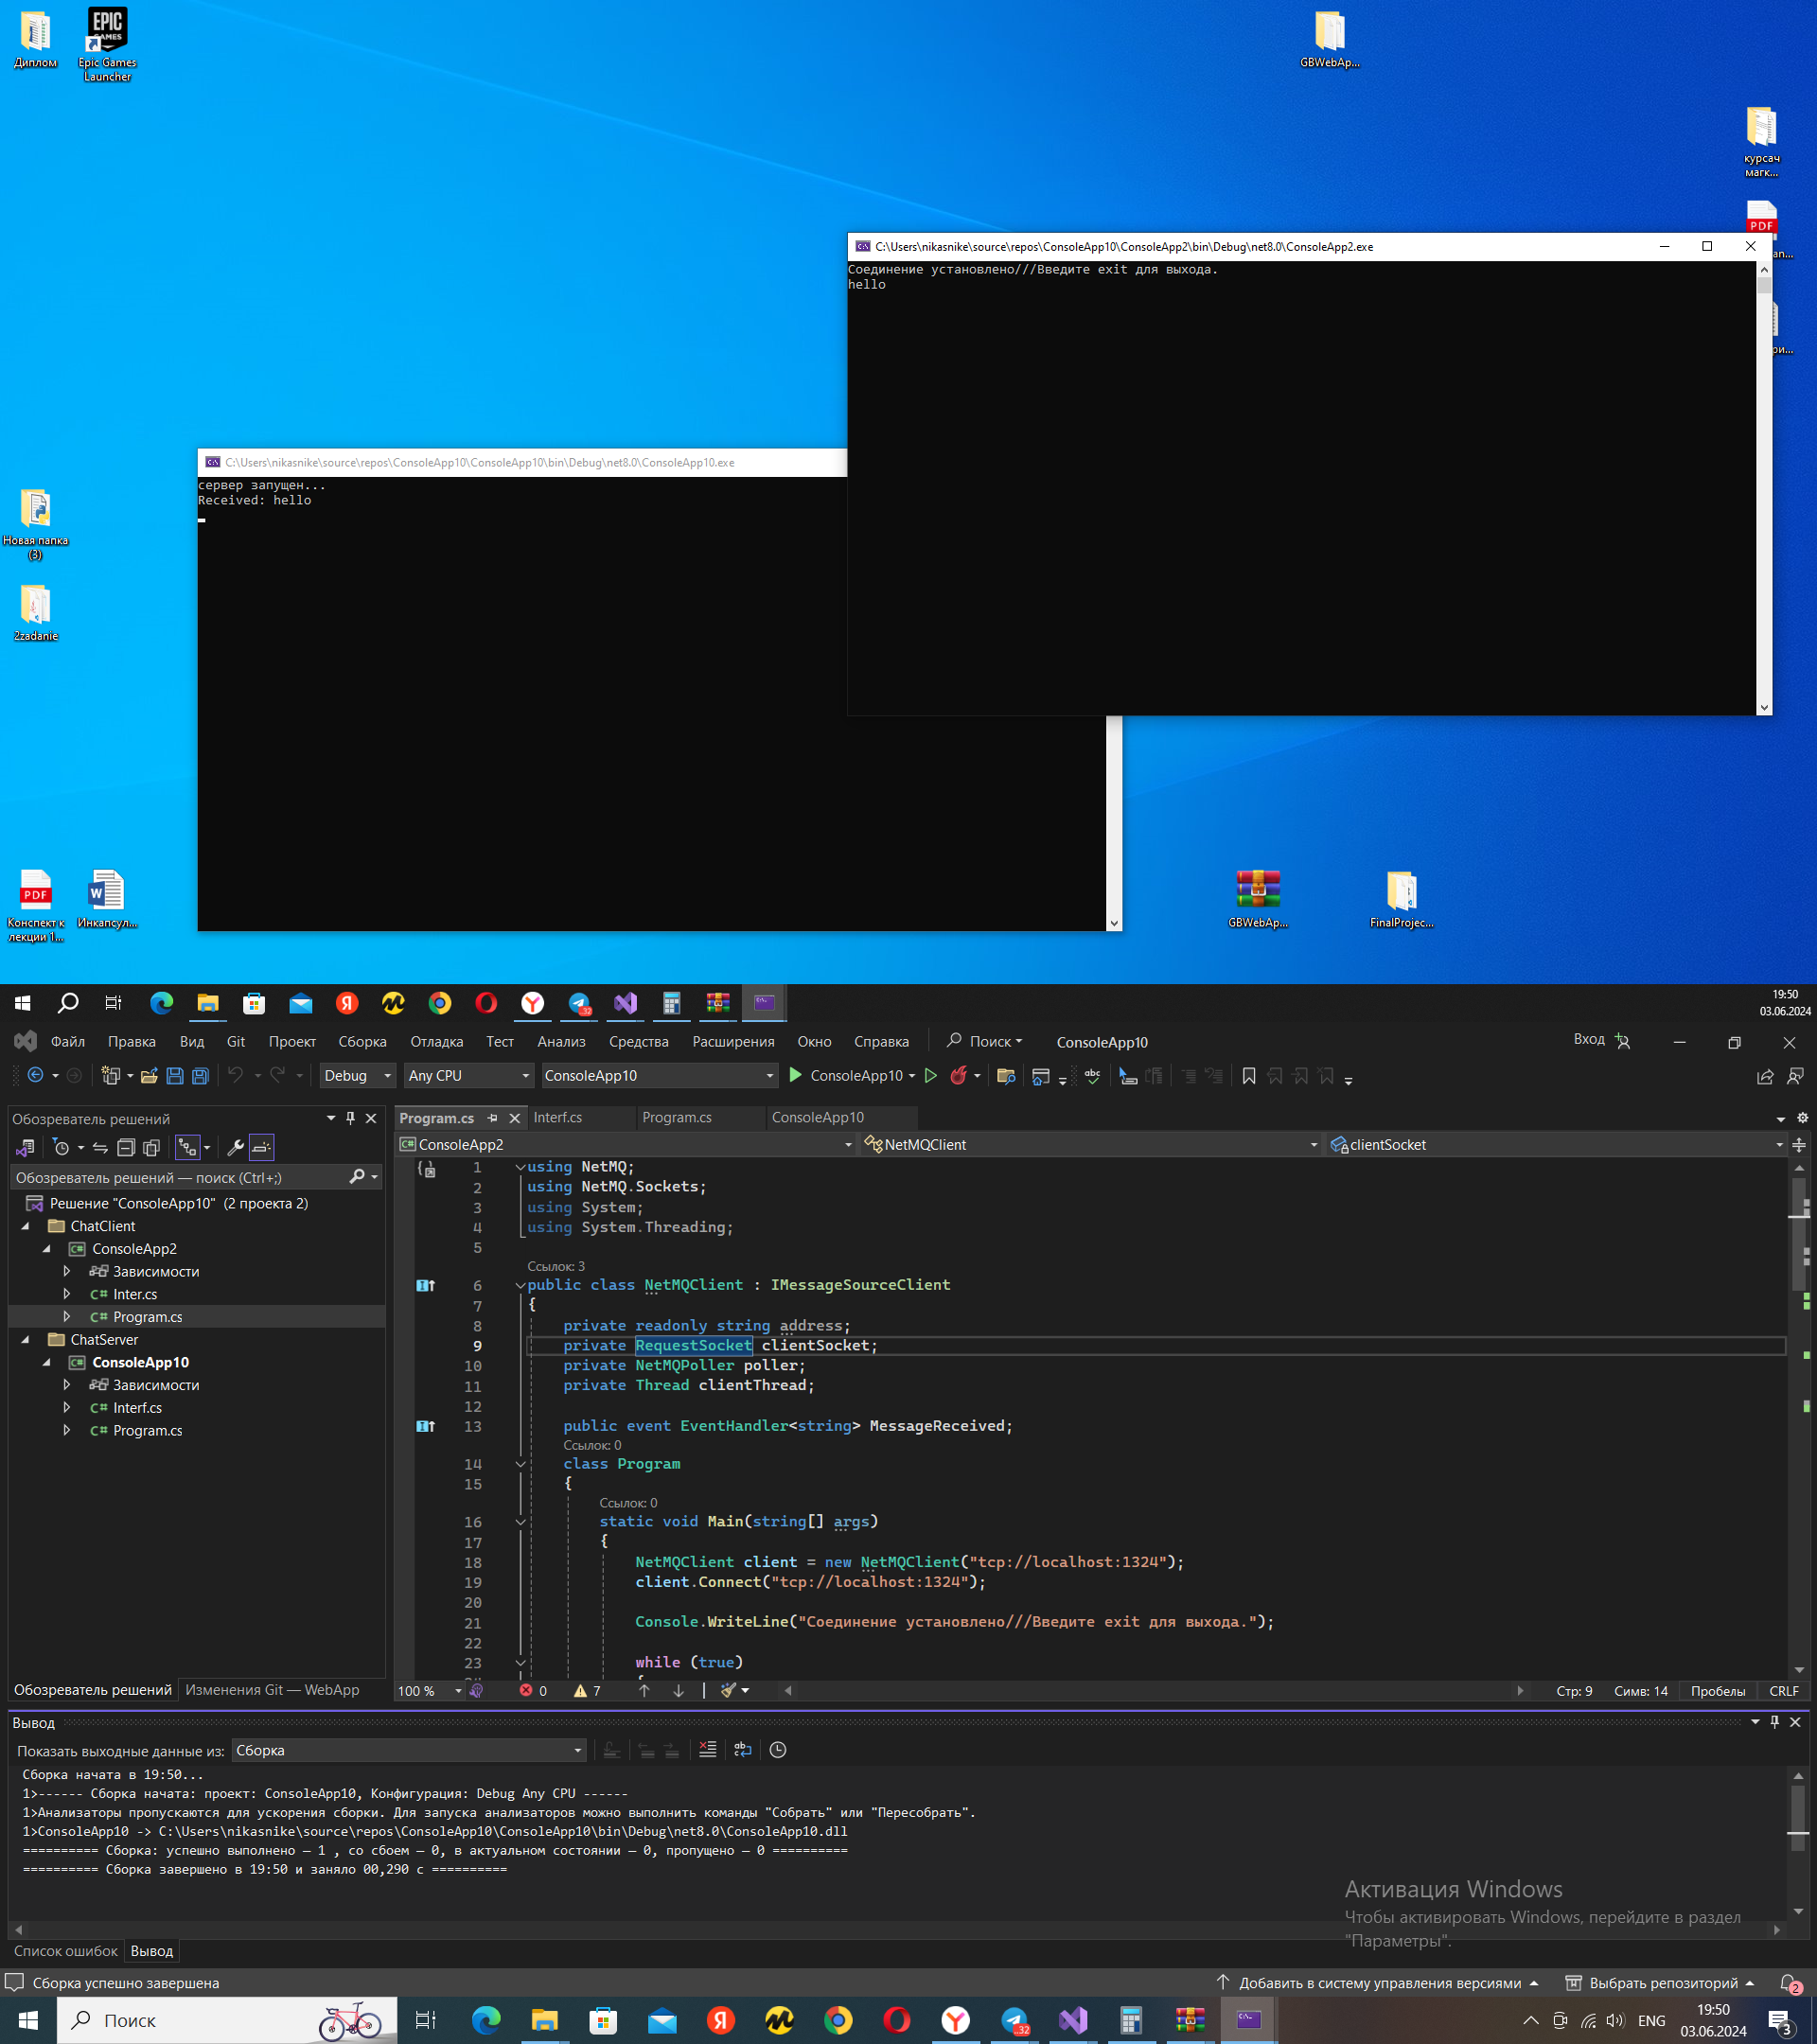 Диплом
Epic Games
Launcher
GBWebAp...
курсач
магк...
C:\Users\nikasnike\source\repos\ConsoleApp10\ConsoleApp2\bin\Debug\net8.0\ConsoleApp2.exe
Соединение установлено///Введите exit для выхода.
hello
C:\Users\nikasnike\source\repos\ConsoleApp10\ConsoleApp10\bin\Debug\net8.0\ConsoleApp10.exe
сервер запущен...
Received: hello
Новая папка
(3)
2zadanie
Конспект к
лекции 1...
Инкапсул...
GBWebAp...
FinalProjec...
19:50
03.06.2024
Файл Правка Вид Git Проект Сборка Отладка Тест Анализ Средства Расширения Окно Справка Поиск ConsoleApp10 Вход
Debug Any CPU ConsoleApp10 ConsoleApp10
Обозреватель решений
Обозреватель решений — поиск (Ctrl+;)
Решение "ConsoleApp10" (2 проекта 2)
ChatClient
ConsoleApp2
Зависимости
Inter.cs
Program.cs
ChatServer
ConsoleApp10
Зависимости
Interf.cs
Program.cs
Обозреватель решений Изменения Git — WebApp
Program.cs Interf.cs Program.cs ConsoleApp10
ConsoleApp2 NetMQClient clientSocket
1 using NetMQ;
2 using NetMQ.Sockets;
3 using System;
4 using System.Threading;
5
Ссылок: 3
6 public class NetMQClient : IMessageSourceClient
7 {
8 private readonly string address;
9 private RequestSocket clientSocket;
10 private NetMQPoller poller;
11 private Thread clientThread;
12
13 public event EventHandler<string> MessageReceived;
Ссылок: 0
14 class Program
15 {
Ссылок: 0
16 static void Main(string[] args)
17 {
18 NetMQClient client = new NetMQClient("tcp://localhost:1324");
19 client.Connect("tcp://localhost:1324");
20
21 Console.WriteLine("Соединение установлено///Введите exit для выхода.");
22
23 while (true)
100 % 0 7 Стр: 9 Симв: 14 Пробелы CRLF
Вывод
Показать выходные данные из: Сборка
Сборка начата в 19:50...
1>------ Сборка начата: проект: ConsoleApp10, Конфигурация: Debug Any CPU ------
1>Анализаторы пропускаются для ускорения сборки. Для запуска анализаторов можно выполнить команды "Собрать" или "Пересобрать".
1>ConsoleApp10 -> C:\Users\nikasnike\source\repos\ConsoleApp10\ConsoleApp10\bin\Debug\net8.0\ConsoleApp10.dll
========== Сборка: успешно выполнено — 1 , со сбоем — 0, в актуальном состоянии — 0, пропущено — 0 ==========
========== Сборка завершено в 19:50 и заняло 00,290 с ==========
Активация Windows
Чтобы активировать Windows, перейдите в раздел
"Параметры".
Список ошибок Вывод
Сборка успешно завершена
Добавить в систему управления версиями Выбрать репозиторий 2
Поиск
32
ENG
19:50
03.06.2024
3